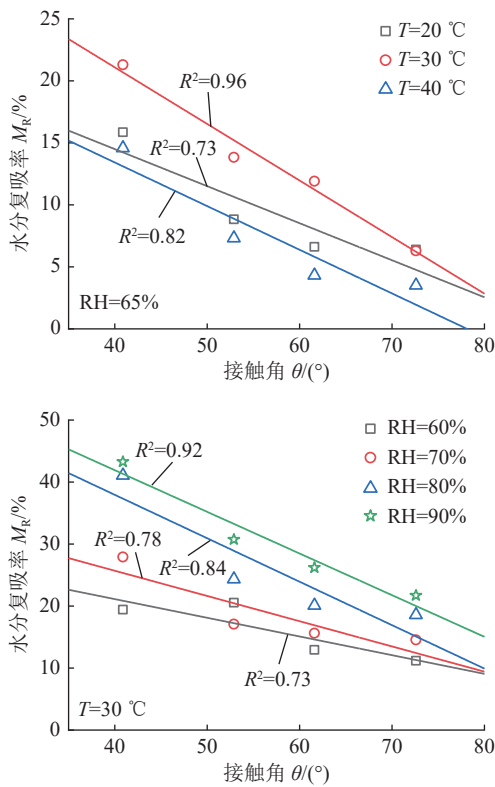 25
20
15
10
5
0
水分复吸率 M_R/%
T=20 ℃
T=30 ℃
T=40 ℃
R²=0.96
R²=0.73
R²=0.82
RH=65%
40 50 60 70 80
接触角 θ/(°)
50
40
30
20
10
0
水分复吸率 M_R/%
RH=60%
RH=70%
RH=80%
RH=90%
R²=0.92
R²=0.78
R²=0.84
R²=0.73
T=30 ℃
40 50 60 70 80
接触角 θ/(°)